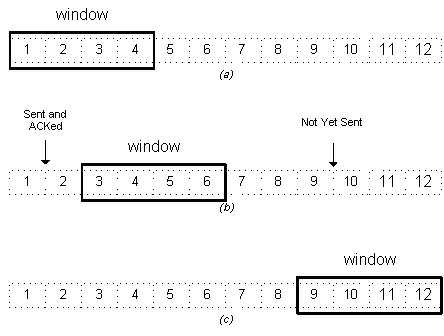 window
1 2 3 4 5 6 7 8 9 10 11 12
(a)
Sent and
ACKed
Not Yet Sent
window
1 2 3 4 5 6 7 8 9 10 11 12
(b)
window
1 2 3 4 5 6 7 8 9 10 11 12
(c)